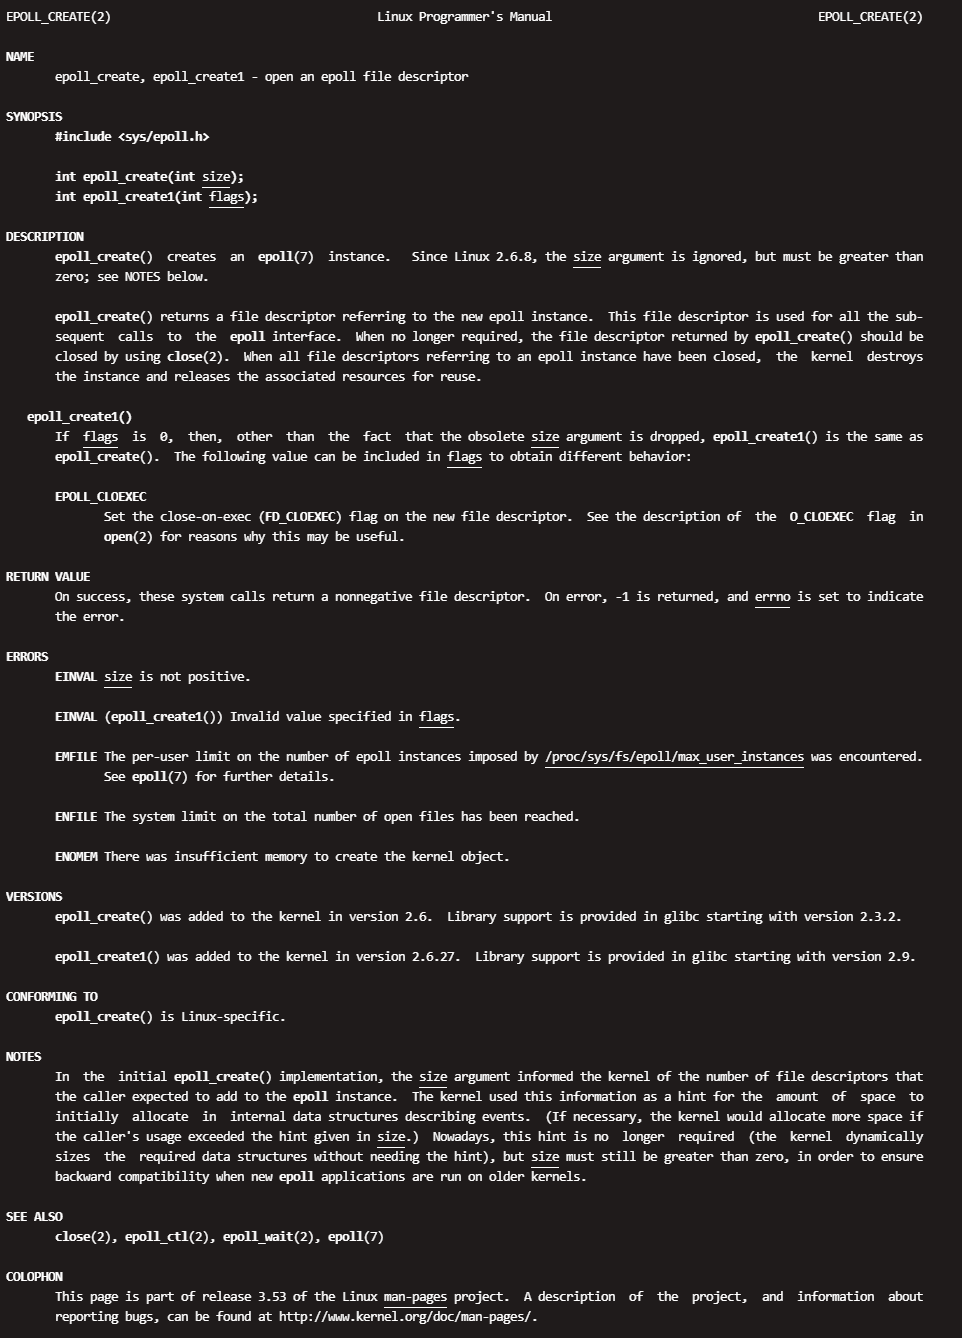 EPOLL_CREATE(2) Linux Programmer's Manual EPOLL_CREATE(2)
NAME
epoll_create, epoll_create1 - open an epoll file descriptor
SYNOPSIS
#include <sys/epoll.h>
int epoll_create(int size);
int epoll_create1(int flags);
DESCRIPTION
epoll_create() creates an epoll(7) instance. Since Linux 2.6.8, the size argument is ignored, but must be greater than
zero; see NOTES below.
epoll_create() returns a file descriptor referring to the new epoll instance. This file descriptor is used for all the sub-
sequent calls to the epoll interface. When no longer required, the file descriptor returned by epoll_create() should be
closed by using close(2). When all file descriptors referring to an epoll instance have been closed, the kernel destroys
the instance and releases the associated resources for reuse.
epoll_create1()
If flags is 0, then, other than the fact that the obsolete size argument is dropped, epoll_create1() is the same as
epoll_create(). The following value can be included in flags to obtain different behavior:
EPOLL_CLOEXEC
Set the close-on-exec (FD_CLOEXEC) flag on the new file descriptor. See the description of the O_CLOEXEC flag in
open(2) for reasons why this may be useful.
RETURN VALUE
On success, these system calls return a nonnegative file descriptor. On error, -1 is returned, and errno is set to indicate
the error.
ERRORS
EINVAL size is not positive.
EINVAL (epoll_create1()) Invalid value specified in flags.
EMFILE The per-user limit on the number of epoll instances imposed by /proc/sys/fs/epoll/max_user_instances was encountered.
See epoll(7) for further details.
ENFILE The system limit on the total number of open files has been reached.
ENOMEM There was insufficient memory to create the kernel object.
VERSIONS
epoll_create() was added to the kernel in version 2.6. Library support is provided in glibc starting with version 2.3.2.
epoll_create1() was added to the kernel in version 2.6.27. Library support is provided in glibc starting with version 2.9.
CONFORMING TO
epoll_create() is Linux-specific.
NOTES
In the initial epoll_create() implementation, the size argument informed the kernel of the number of file descriptors that
the caller expected to add to the epoll instance. The kernel used this information as a hint for the amount of space to
initially allocate in internal data structures describing events. (If necessary, the kernel would allocate more space if
the caller's usage exceeded the hint given in size.) Nowadays, this hint is no longer required (the kernel dynamically
sizes the required data structures without needing the hint), but size must still be greater than zero, in order to ensure
backward compatibility when new epoll applications are run on older kernels.
SEE ALSO
close(2), epoll_ctl(2), epoll_wait(2), epoll(7)
COLOPHON
This page is part of release 3.53 of the Linux man-pages project. A description of the project, and information about
reporting bugs, can be found at http://www.kernel.org/doc/man-pages/.